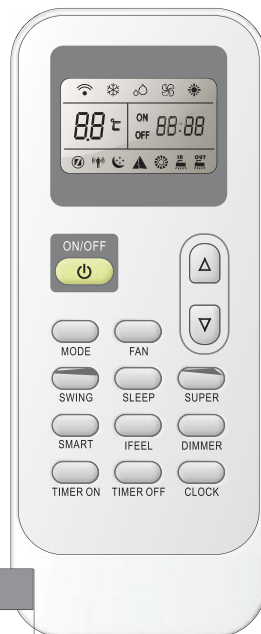 88 ℃ ON 88:88
OFF
IN OUT
ON/OFF
MODE FAN
SWING SLEEP SUPER
SMART IFEEL DIMMER
TIMER ON TIMER OFF CLOCK